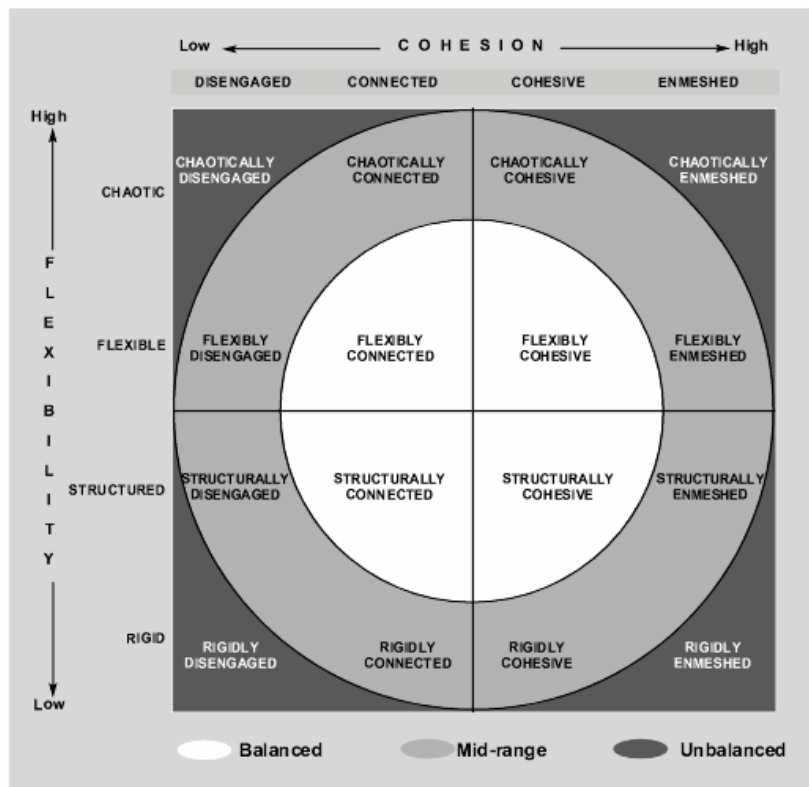 Low COHESION High
DISENGAGED CONNECTED COHESIVE ENMESHED
High
CHAOTICALLY DISENGAGED
CHAOTICALLY CONNECTED
CHAOTICALLY COHESIVE
CHAOTICALLY ENMESHED
CHAOTIC
FLEXIBILITY
FLEXIBLE
FLEXIBLY DISENGAGED
FLEXIBLY CONNECTED
FLEXIBLY COHESIVE
FLEXIBLY ENMESHED
STRUCTURED
STRUCTURALLY DISENGAGED
STRUCTURALLY CONNECTED
STRUCTURALLY COHESIVE
STRUCTURALLY ENMESHED
RIGID
RIGIDLY DISENGAGED
RIGIDLY CONNECTED
RIGIDLY COHESIVE
RIGIDLY ENMESHED
Low
Balanced Mid-range Unbalanced